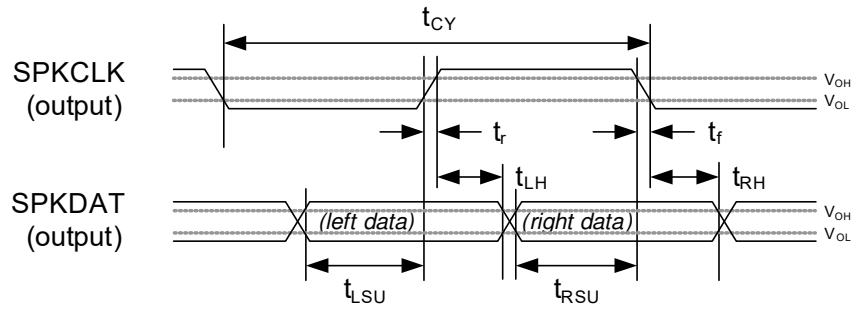 tCY
SPKCLK
(output)
VOH
VOL
tr
tf
tLH
tRH
SPKDAT
(output)
(left data)
(right data)
VOH
VOL
tLSU
tRSU